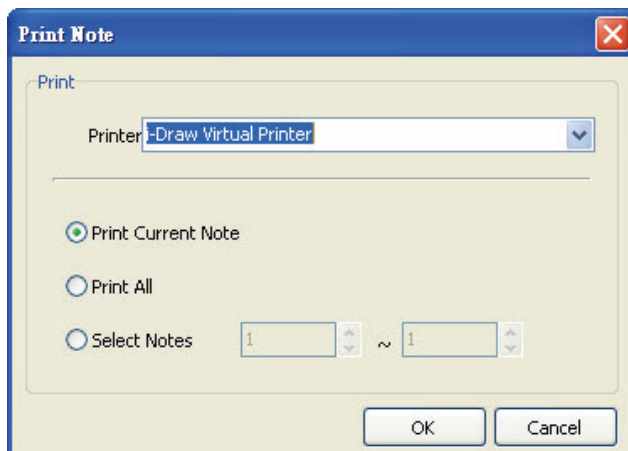 Print Note
Print
Printer i-Draw Virtual Printer
Print Current Note
Print All
Select Notes 1 ~ 1
OK Cancel